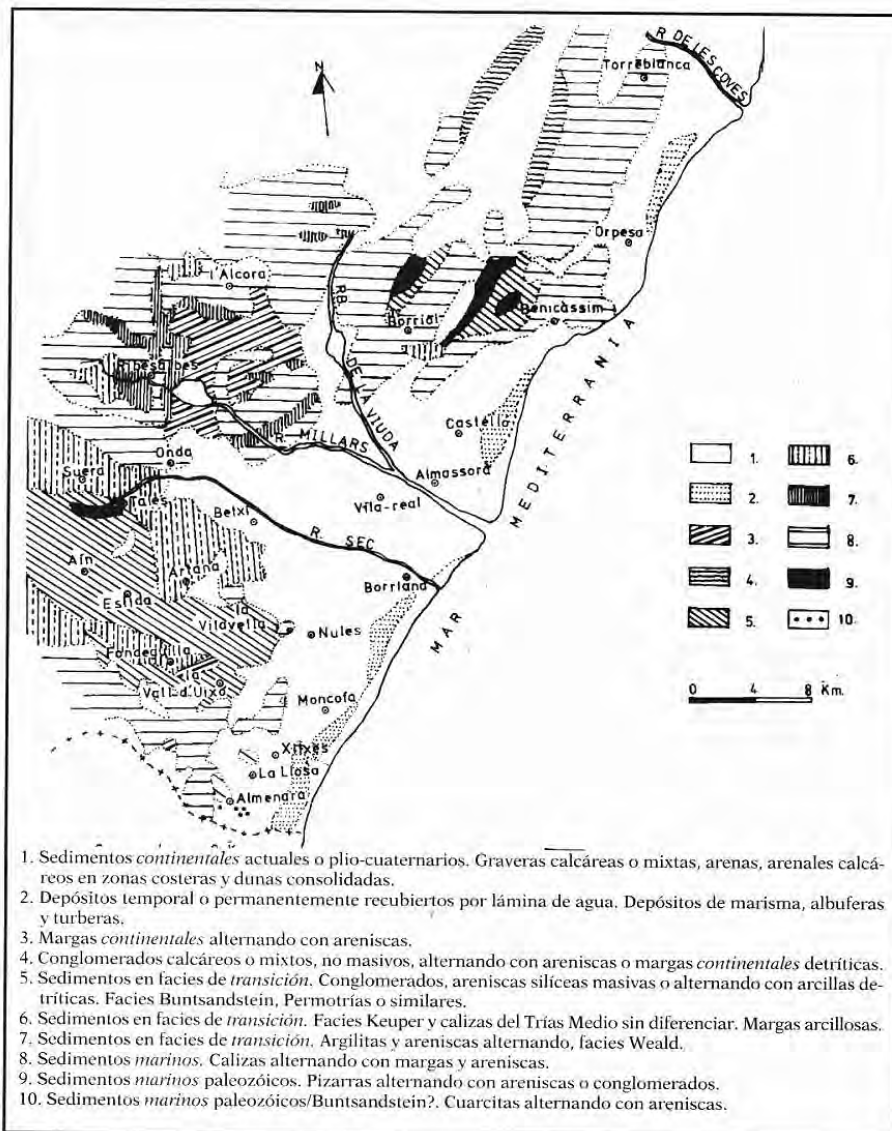 N
R. DE LES COVES
Torreblanca
Orpesa
l'Alcora
RB. DE LA VIUDA
Borriol
Benicàssim
Ribesalbes
MAR MEDITERRANIA
R. MILLARS
Castelló
Onda
Almassora
Suera
Tales
Vila-real
Betxí
R. SEC
Aín
Artana
Borriana
Eslida
la
Vilavella
Nules
Fondeguilla
la
Vall-d'Uixó
Moncofa
Xilxes
La Llosa
Almenara
1. 6.
2. 7.
3. 8.
4. 9.
5. 10.
0 4 8 Km.
1. Sedimentos continentales actuales o plio-cuaternarios. Graveras calcáreas o mixtas, arenas, arenales calcá-
reos en zonas costeras y dunas consolidadas.
2. Depósitos temporal o permanentemente recubiertos por lámina de agua. Depósitos de marisma, albuferas
y turberas.
3. Margas continentales alternando con areniscas.
4. Conglomerados calcáreos o mixtos, no masivos, alternando con areniscas o margas continentales detríticas.
5. Sedimentos en facies de transición. Conglomerados, areniscas silíceas masivas o alternando con arcillas de-
tríticas. Facies Buntsandstein, Permotrías o similares.
6. Sedimentos en facies de transición. Facies Keuper y calizas del Trías Medio sin diferenciar. Margas arcillosas.
7. Sedimentos en facies de transición. Argilitas y areniscas alternando, facies Weald.
8. Sedimentos marinos. Calizas alternando con margas y areniscas.
9. Sedimentos marinos paleozóicos. Pizarras alternando con areniscas o conglomerados.
10. Sedimentos marinos paleozóicos/Buntsandstein?. Cuarcitas alternando con areniscas.